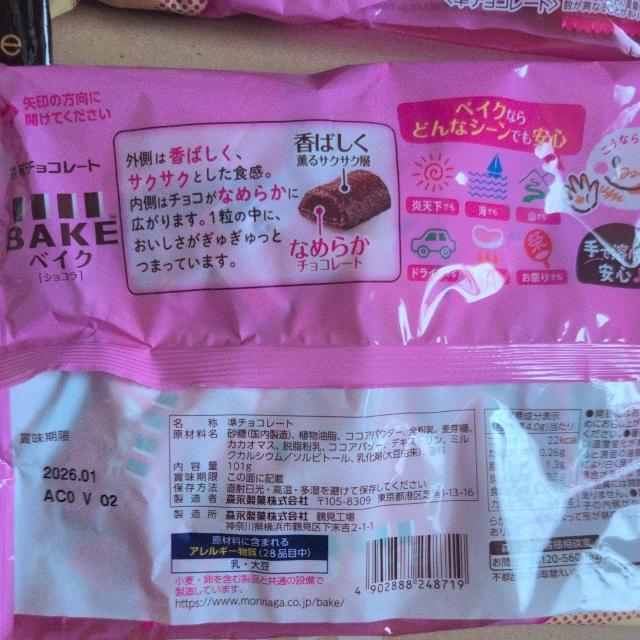 矢印の方向に
開けてください
準チョコレート
BAKE
ベイク
[ショコラ]
外側は香ばしく、
サクサクとした食感。
内側はチョコがなめらかに
広がります。1粒の中に、
おいしさがぎゅぎゅっと
つまっています。
香ばしく
薫るサクサク層
なめらか
チョコレート
ベイクなら
どんなシーンでも安心
炎天下でも
海でも
山でも
お祭りでも
こうなら
賞味期限
2026.01
AC0 V 02
名 称 準チョコレート
原材料名 砂糖(国内製造)、植物油脂、ココアパウダー、全粉乳、麦芽糖、
カカオマス、脱脂粉乳、ココアバター、デキストリン、ミル
クカルシウム/ソルビトール、乳化剤(大豆由来)、香料
内 容 量 101g
賞味期限 この面に記載
保存方法 直射日光・高温・多湿を避けて保存してください
製 造 者 森永製菓株式会社 〒105-8309 東京都港区芝浦1-13-16
製 造 所 森永製菓株式会社 鶴見工場
神奈川県横浜市鶴見区下末吉2-1-1
原材料に含まれる
アレルギー物質(28品目中)
乳・大豆
小麦・卵を含む製品と共通の設備で
製造しています。
https://www.morinaga.co.jp/bake/
4 902888 248719
成分表示
4.0g)当たり
22kcal
0.26g
1.3g
120-560